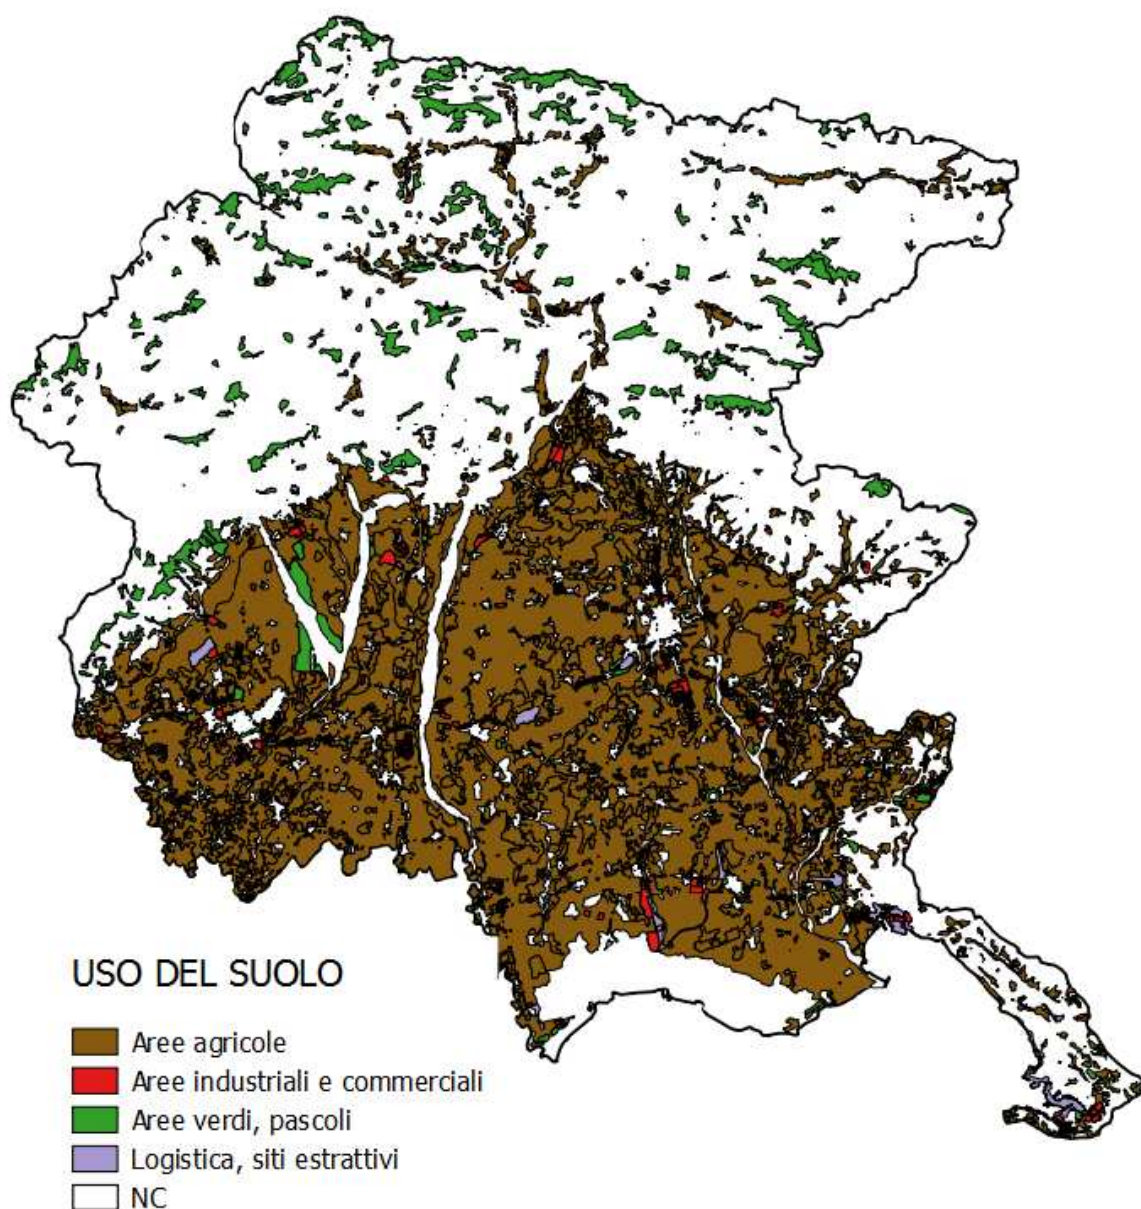 USO DEL SUOLO
Aree agricole
Aree industriali e commerciali
Aree verdi, pascoli
Logistica, siti estrattivi
NC